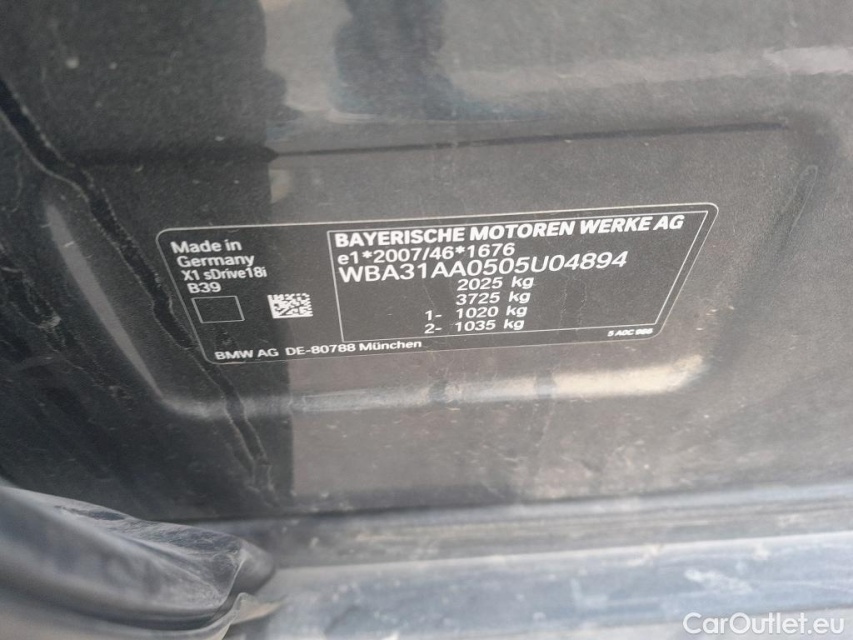 Made in
Germany
X1 sDrive18i
B39
BAYERISCHE MOTOREN WERKE AG
e1*2007/46*1676
WBA31AA0505U04894
2025 kg
3725 kg
1- 1020 kg
2- 1035 kg
BMW AG DE-80788 München
CarOutlet.eu